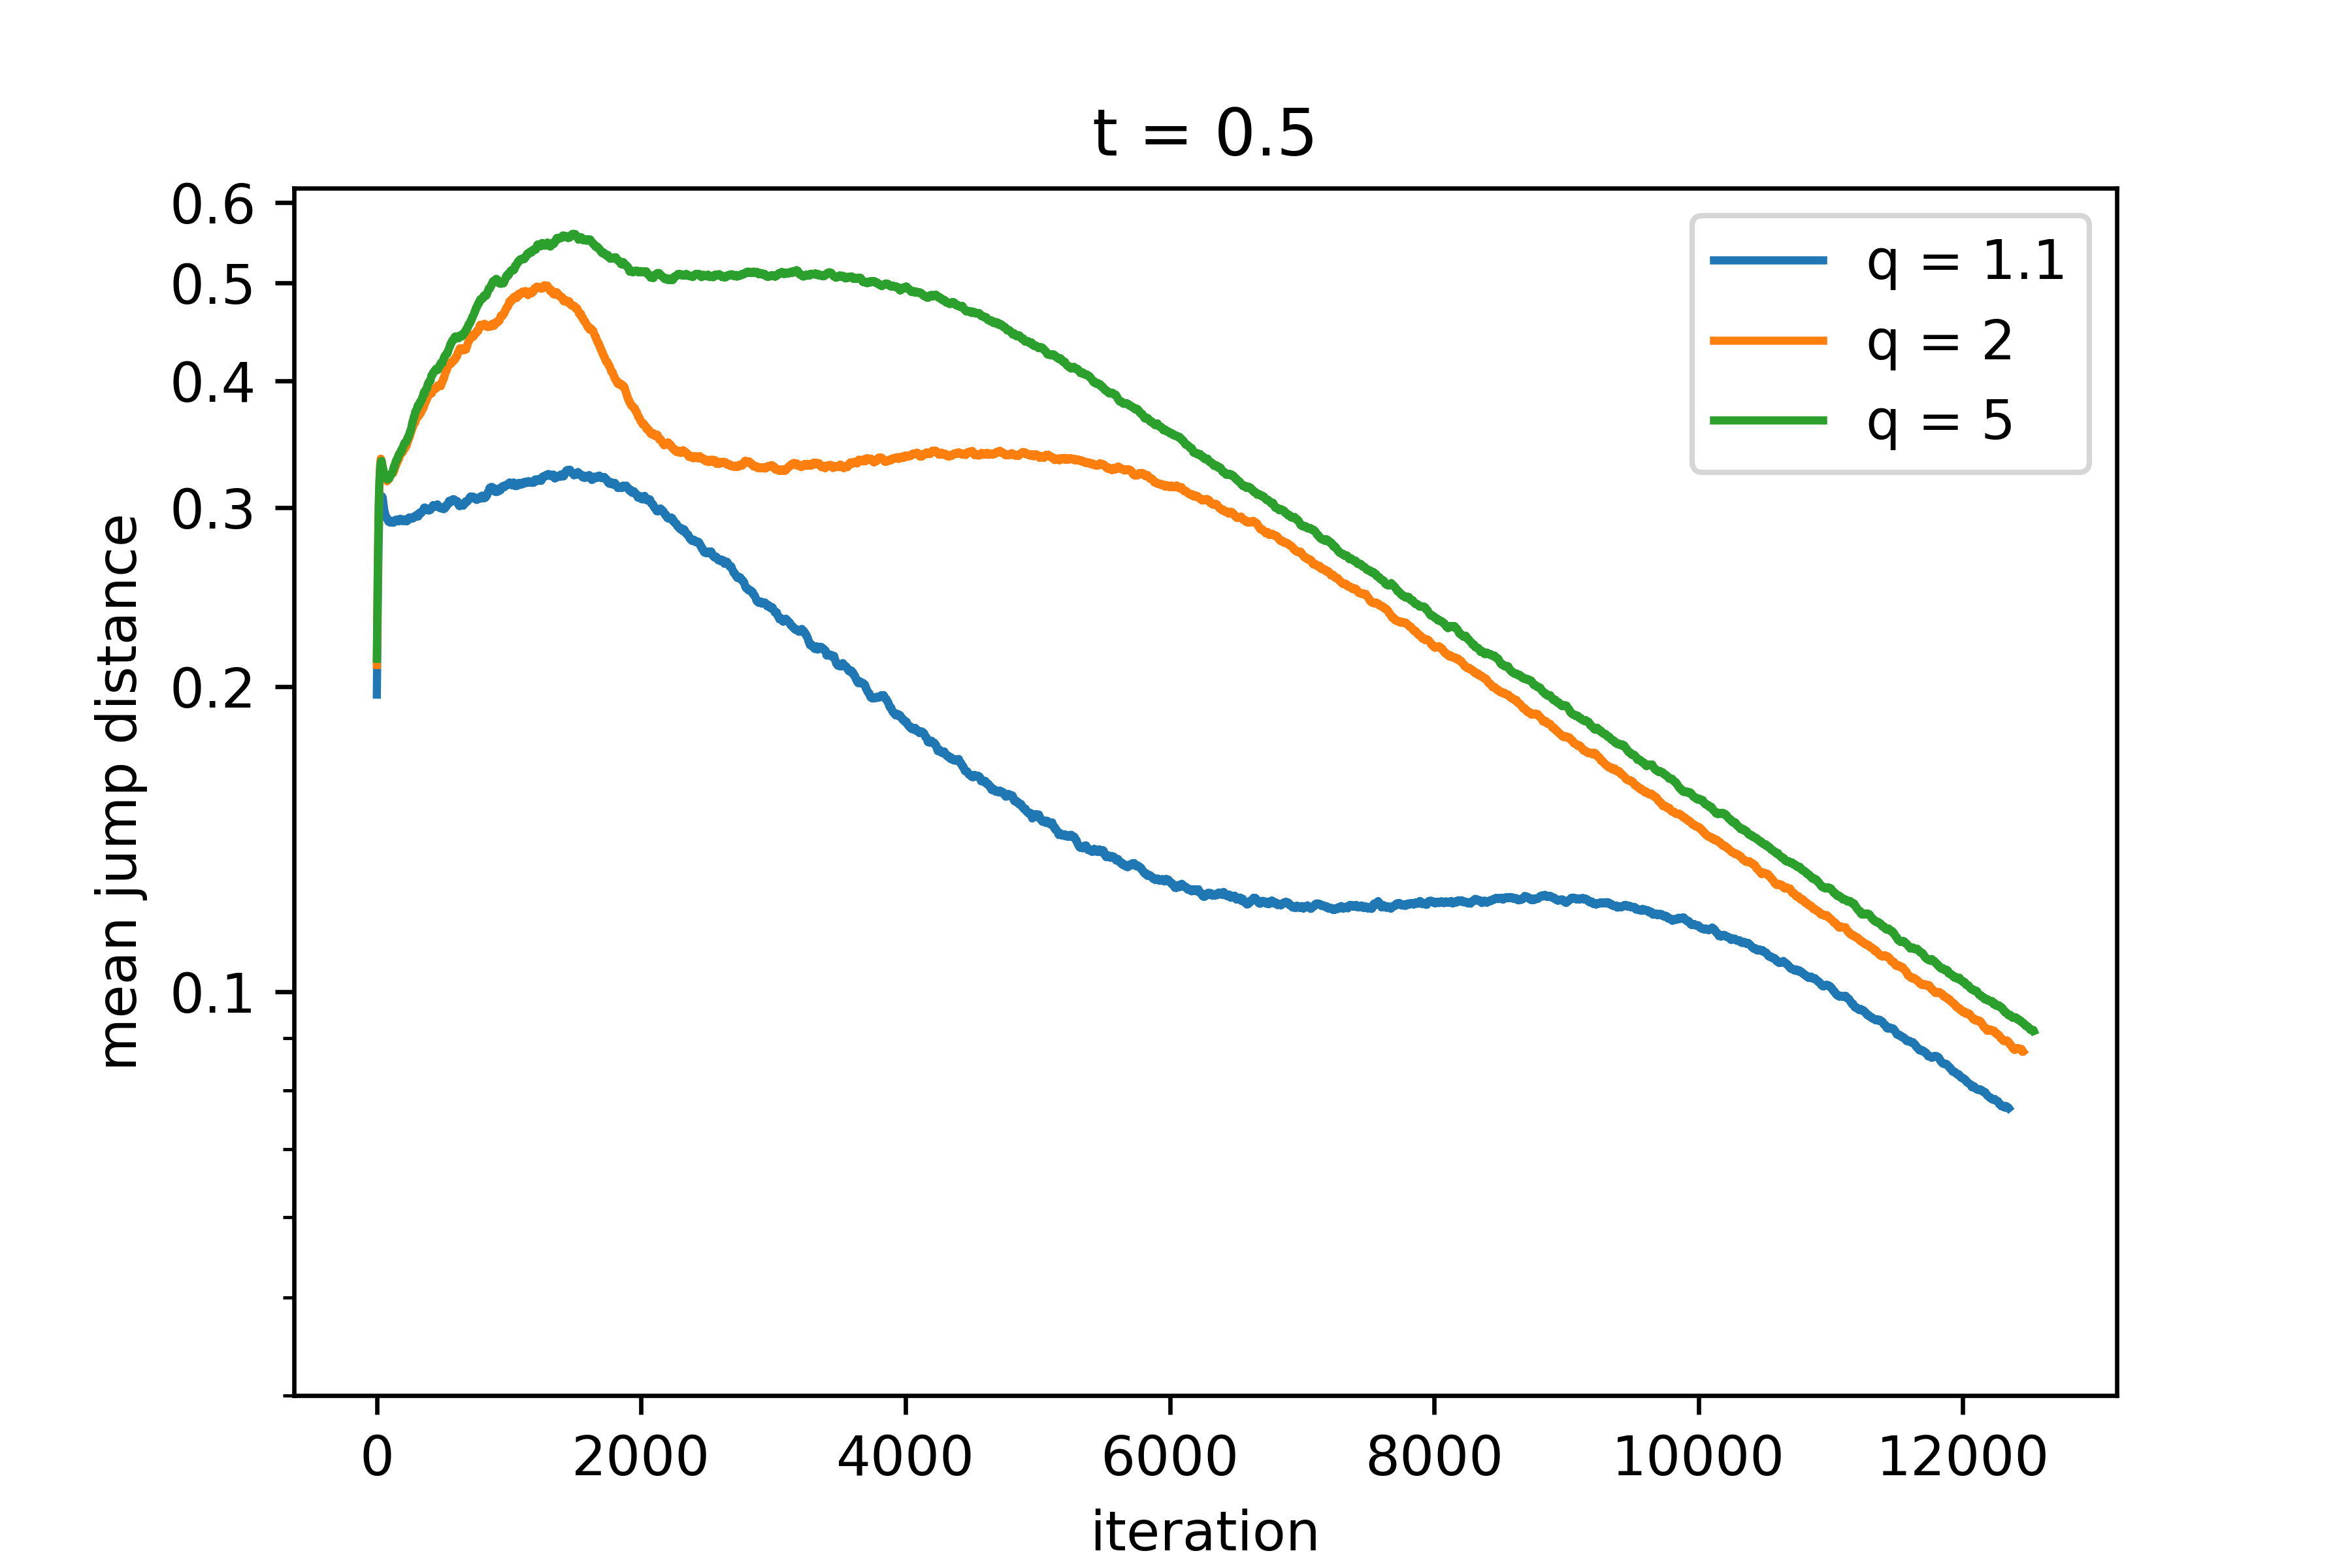 t = 0.5
mean jump distance
0.6
0.5
0.4
0.3
0.2
0.1
q = 1.1
q = 2
q = 5
0 2000 4000 6000 8000 10000 12000
iteration